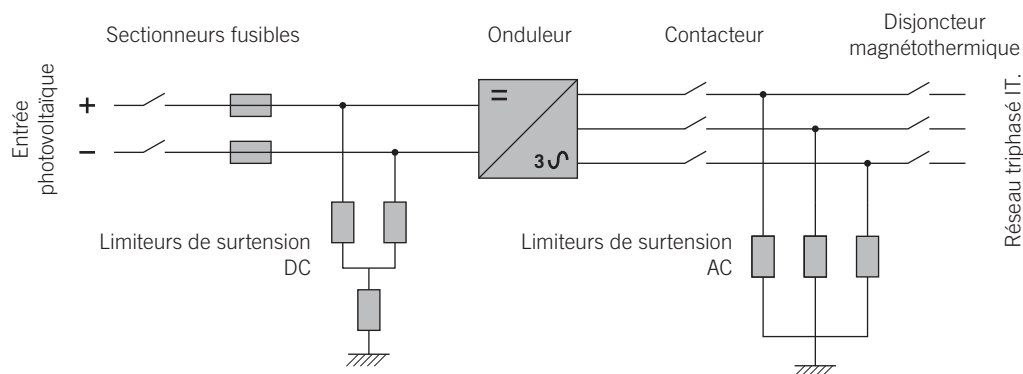 Sectionneurs fusibles
Onduleur
Contacteur
Disjoncteur
magnétothermique
Entrée
photovoltaïque
+
−
=
3
Réseau triphasé IT.
Limiteurs de surtension
DC
Limiteurs de surtension
AC